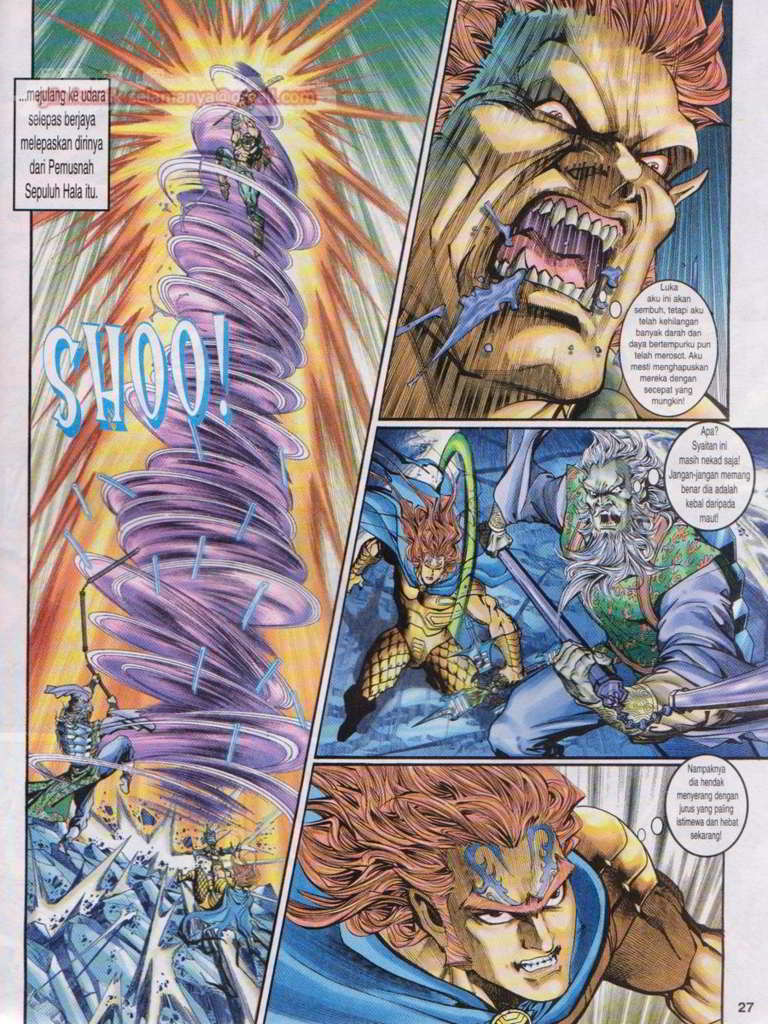 ...mejulang ke udara
selepas berjaya
melepaskan dirinya
dari Pemusnah
Sepuluh Hala itu.
SHOO!
Luka
aku ini akan
sembuh, tetapi aku
telah kehilangan
banyak darah dan
daya bertempurku pun
telah merosot. Aku
mesti menghapuskan
mereka dengan
secepat yang
mungkin!
Apa?
Syaitan ini
masih nekad saja!
Jangan-jangan memang
benar dia adalah
kebal daripada
maut!
Nampaknya
dia hendak
menyerang dengan
jurus yang paling
istimewa dan hebat
sekarang!
27